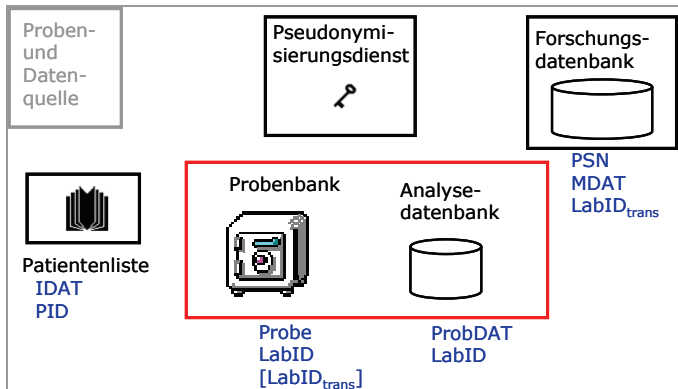 Proben-
und
Daten-
quelle
Pseudonymi-
sierungsdienst
Forschungs-
datenbank
PSN
MDAT
LabIDtrans
Patientenliste
IDAT
PID
Probenbank
Analyse-
datenbank
Probe
LabID
[LabIDtrans]
ProbDAT
LabID